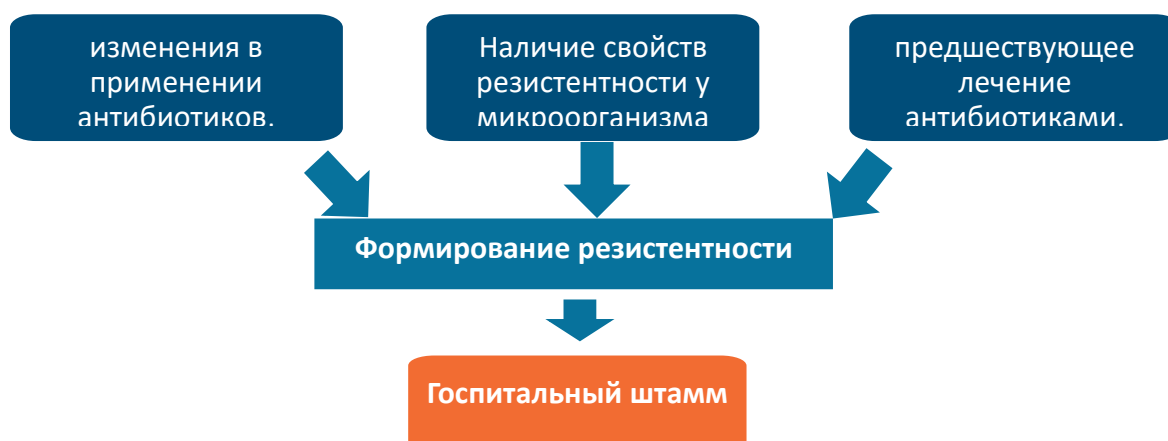 изменения в
применении
антибиотиков.
Наличие свойств
резистентности у
микроорганизма
предшествующее
лечение
антибиотиками.
Формирование резистентности
Госпитальный штамм